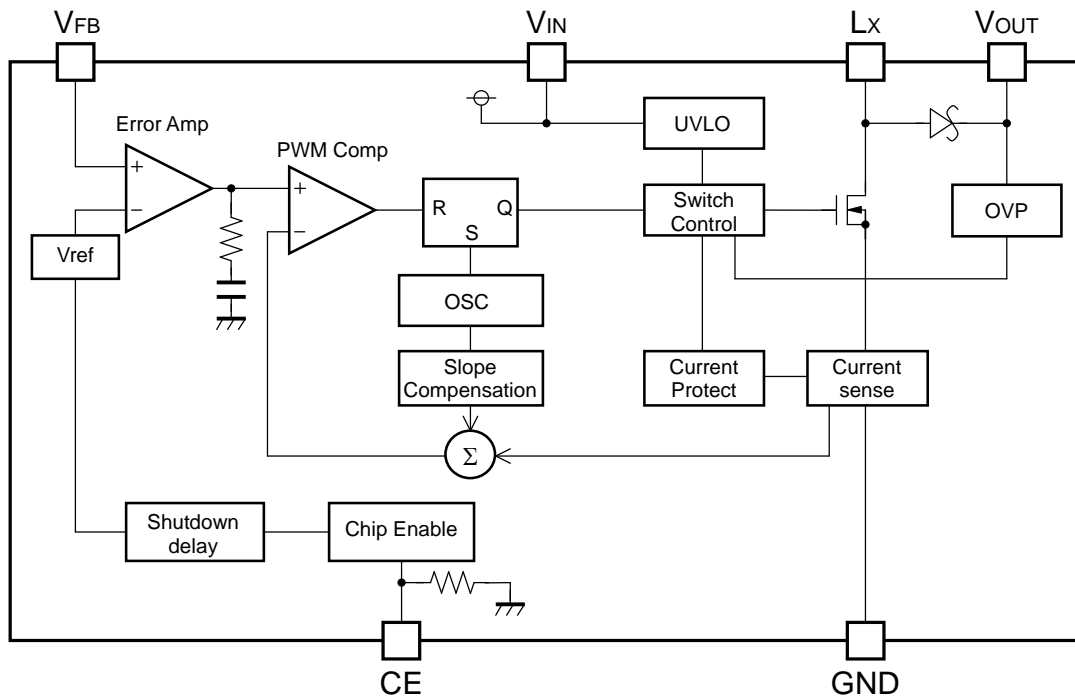 VFB
VIN
LX
VOUT
Error Amp
PWM Comp
UVLO
+
−
+
−
R
Q
S
Switch
Control
OVP
Vref
OSC
Slope
Compensation
Current
Protect
Current
sense
Σ
Shutdown
delay
Chip Enable
CE
GND